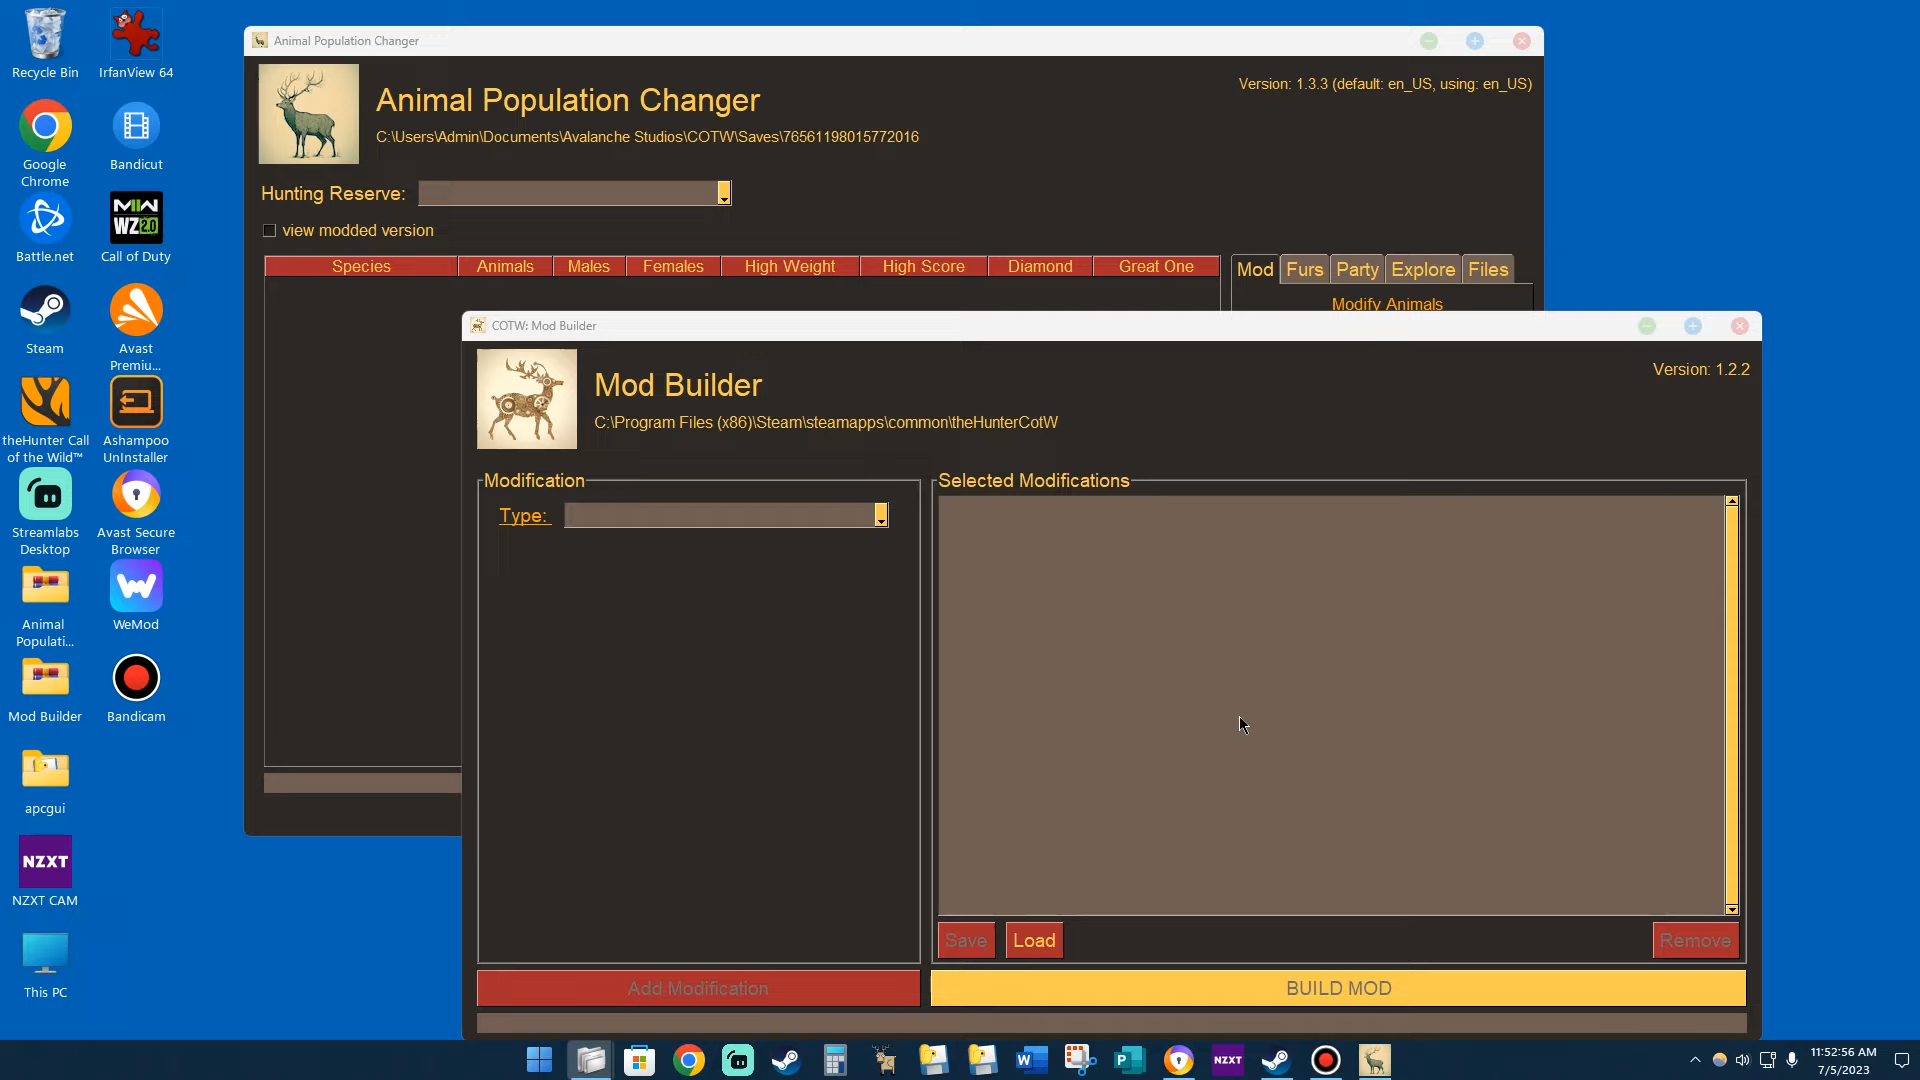 Recycle Bin
IrfanView 64
Google
Chrome
Bandicut
Battle.net
MW
WZ 2.0
Call of Duty
Steam
Avast
Premiu...
theHunter Call
of the Wild™
Ashampoo
UnInstaller
Streamlabs
Desktop
Avast Secure
Browser
Animal
Populati...
WeMod
Mod Builder
Bandicam
apcgui
NZXT
NZXT CAM
This PC
Animal Population Changer
Animal Population Changer
Version: 1.3.3 (default: en_US, using: en_US)
C:\Users\Admin\Documents\Avalanche Studios\COTW\Saves\76561198015772016
Hunting Reserve:
view modded version
Species Animals Males Females High Weight High Score Diamond Great One
Mod Furs Party Explore Files
Modify Animals
COTW: Mod Builder
Mod Builder
Version: 1.2.2
C:\Program Files (x86)\Steam\steamapps\common\theHunterCotW
Modification
Type:
Selected Modifications
Save Load Remove
Add Modification
BUILD MOD
NZXT
11:52:56 AM
7/5/2023